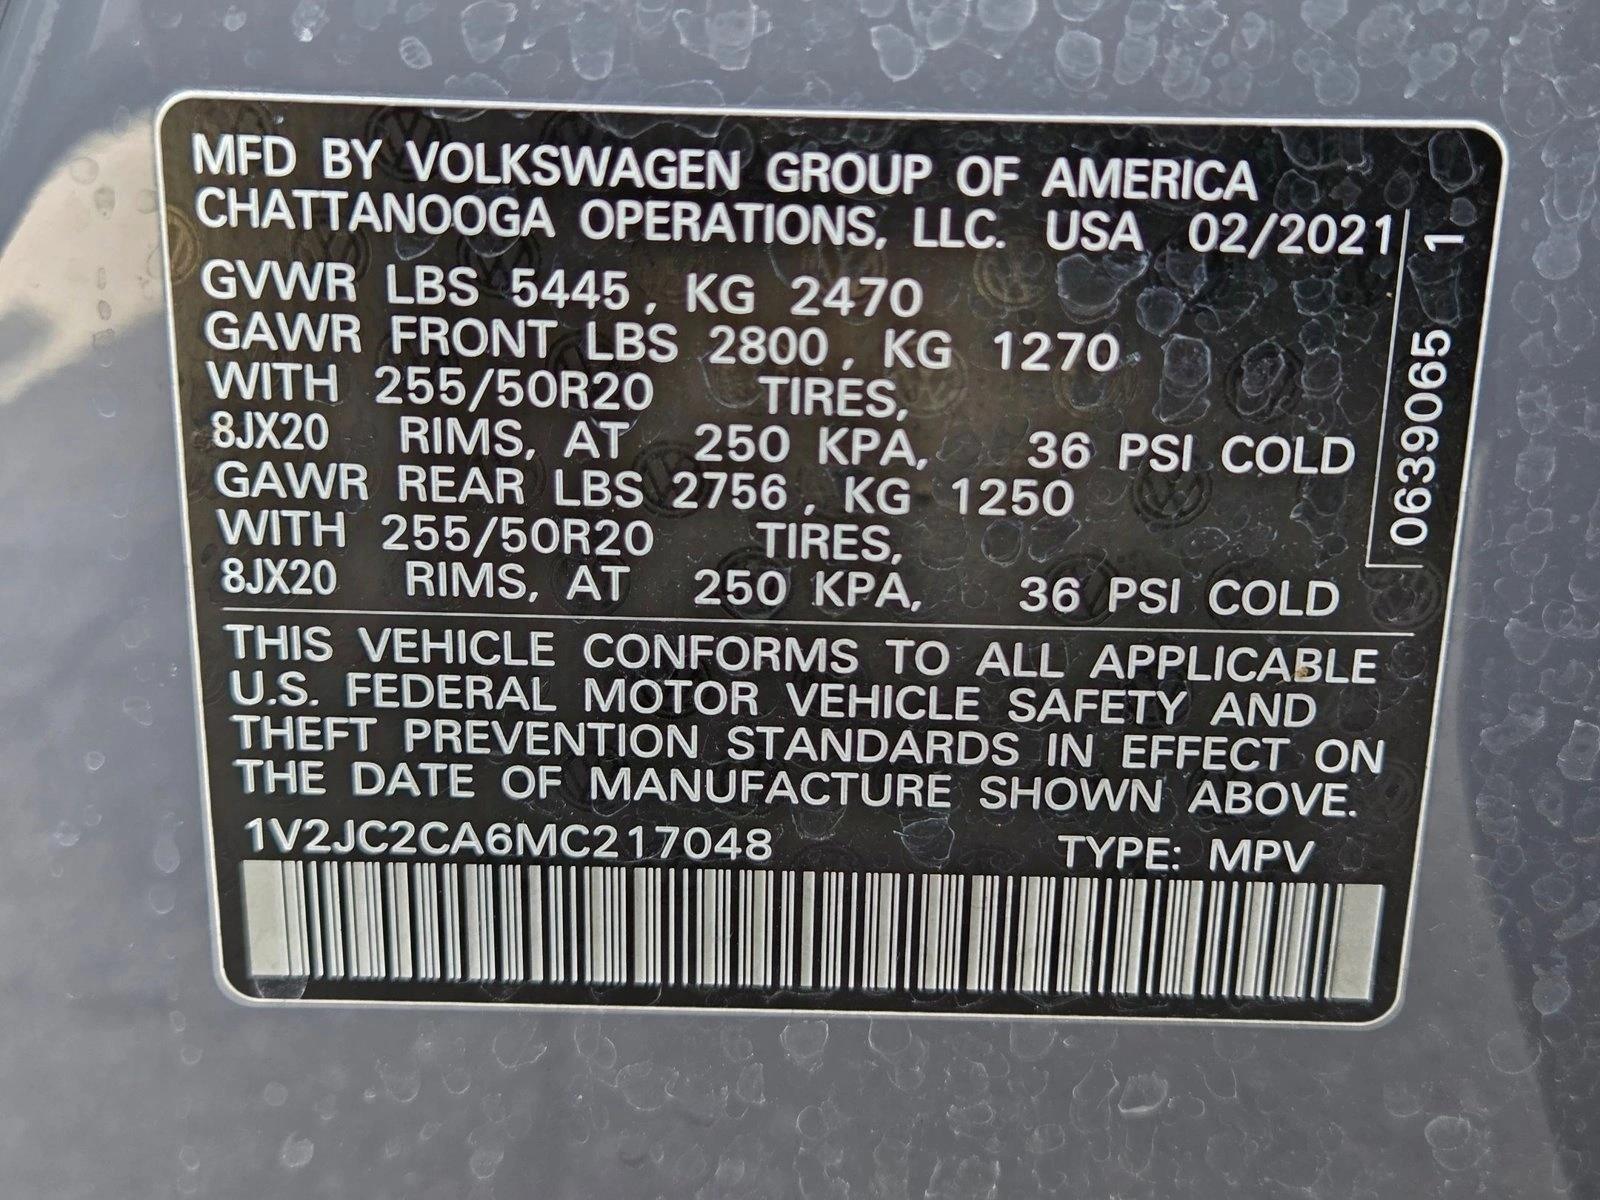 MFD BY VOLKSWAGEN GROUP OF AMERICA
CHATTANOOGA OPERATIONS, LLC. USA 02/2021
GVWR LBS 5445, KG 2470
GAWR FRONT LBS 2800, KG 1270
WITH 255/50R20 TIRES,
8JX20 RIMS, AT 250 KPA, 36 PSI COLD
GAWR REAR LBS 2756, KG 1250
WITH 255/50R20 TIRES,
8JX20 RIMS, AT 250 KPA, 36 PSI COLD
0639065 1
THIS VEHICLE CONFORMS TO ALL APPLICABLE
U.S. FEDERAL MOTOR VEHICLE SAFETY AND
THEFT PREVENTION STANDARDS IN EFFECT ON
THE DATE OF MANUFACTURE SHOWN ABOVE.
1V2JC2CA6MC217048 TYPE: MPV